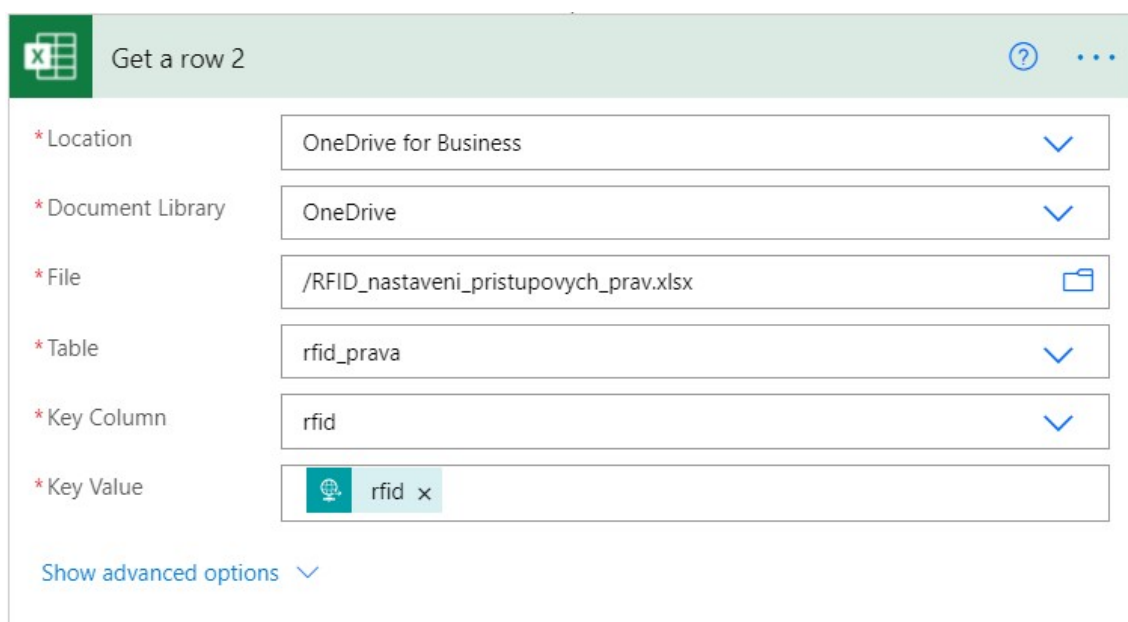 Get a row 2
* Location OneDrive for Business
* Document Library OneDrive
* File /RFID_nastaveni_pristupovych_prav.xlsx
* Table rfid_prava
* Key Column rfid
* Key Value rfid ×
Show advanced options